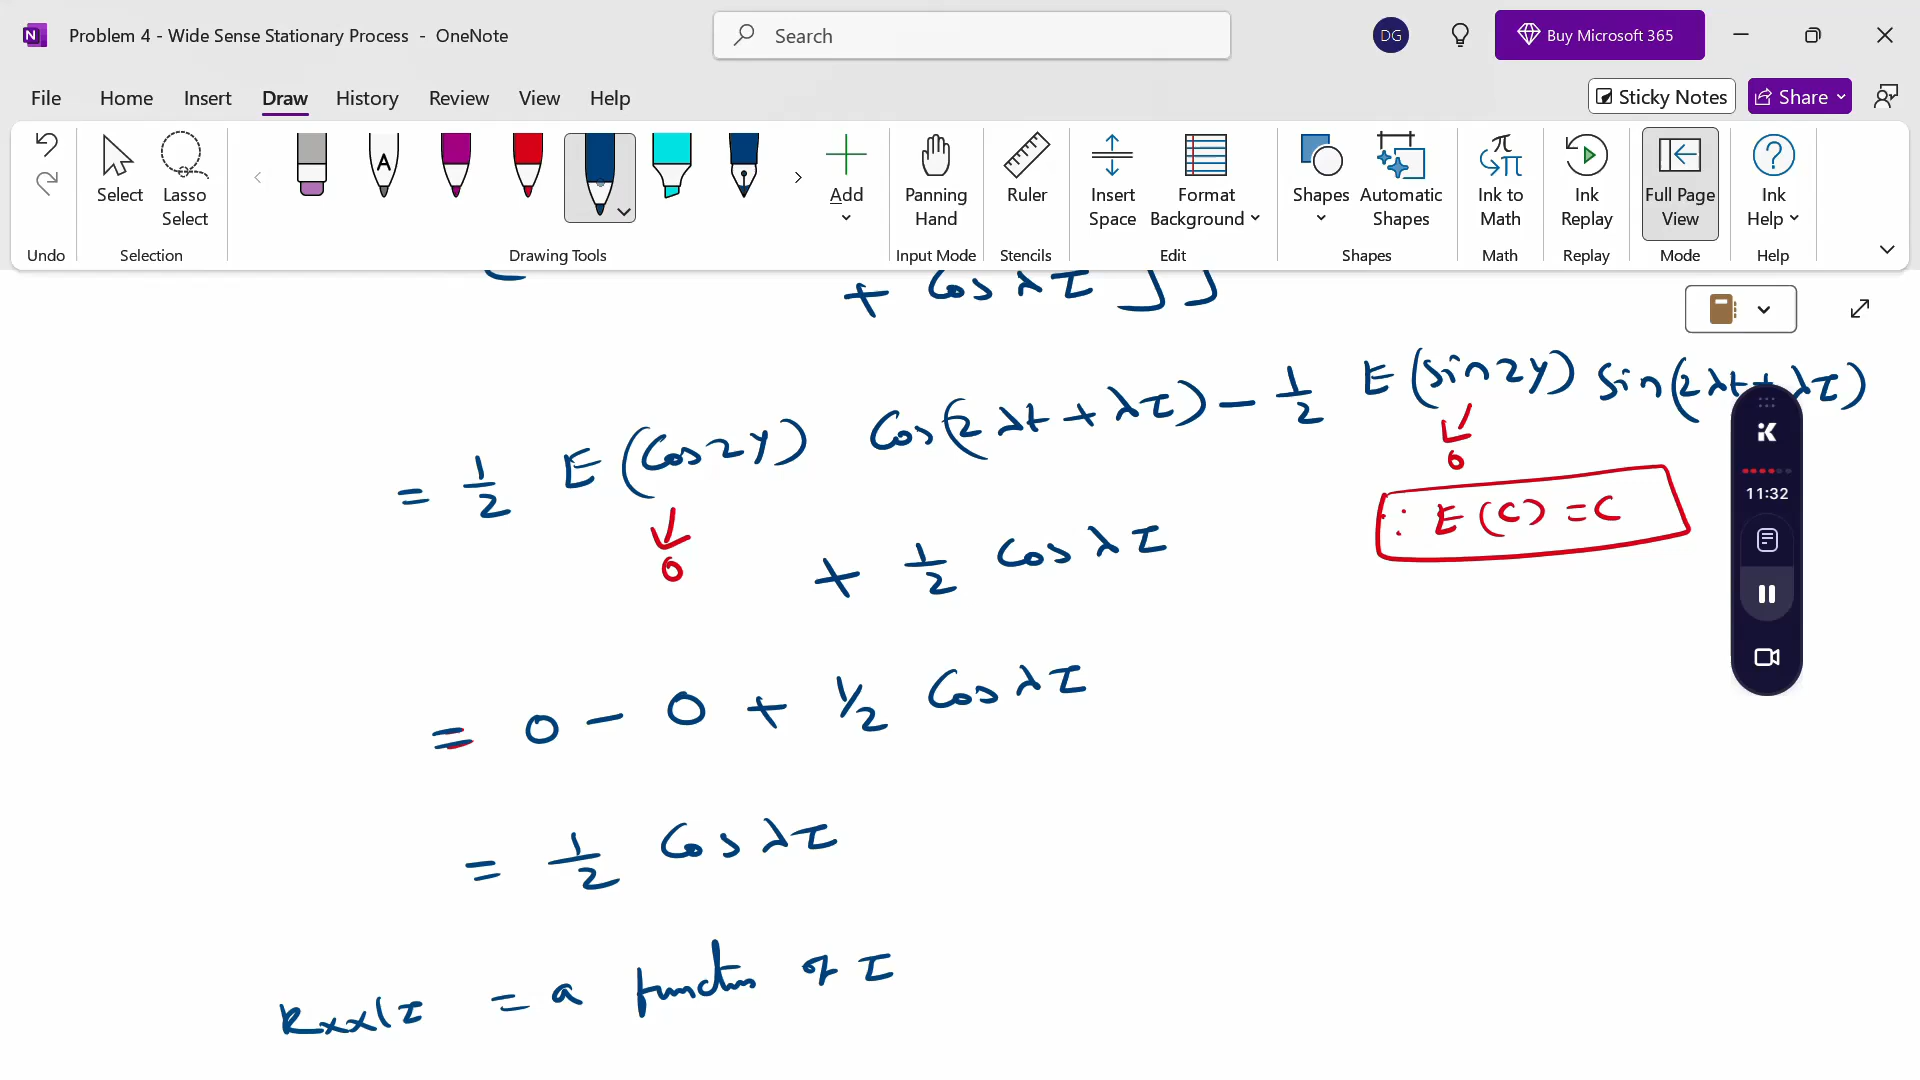 Problem 4 - Wide Sense Stationary Process - OneNote
Search
DG
Buy Microsoft 365
File Home Insert Draw History Review View Help
Sticky Notes
Share
A
Select
Lasso Select
Add
Panning Hand
Ruler
Insert Space
Format Background
Shapes
Automatic Shapes
Ink to Math
Ink Replay
Full Page View
Ink Help
Undo Selection Drawing Tools Input Mode Stencils Edit Shapes Math Replay Mode Help
+ Cos λτ ] }
= 1/2 E(Cos2y) Cos(2λt + λτ) - 1/2 E(Sin2y) Sin(2λt + λτ)
0
0
∵ E(C) = C
+ 1/2 Cos λτ
= 0 - 0 + 1/2 Cos λτ
= 1/2 Cos λτ
Rxx(τ = a function of τ
11:32